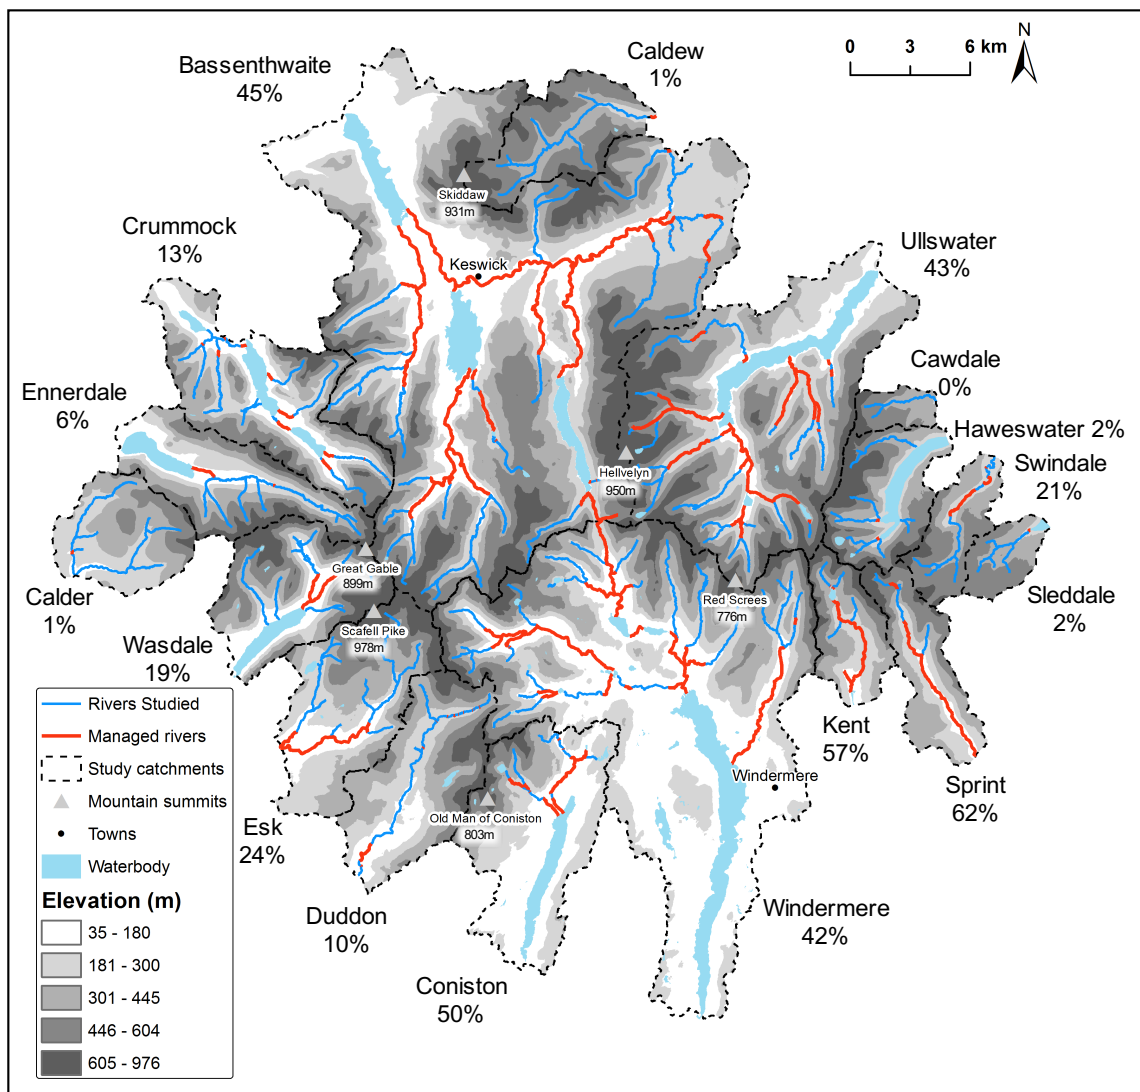 0 3 6 km
N
Caldew
1%
Bassenthwaite
45%
Skiddaw
931m
Crummock
13%
Ullswater
43%
Keswick
Ennerdale
6%
Cawdale
0%
Haweswater 2%
Swindale
21%
Hellvelyn
950m
Great Gable
899m
Calder
1%
Red Screes
776m
Sleddale
2%
Scafell Pike
978m
Wasdale
19%
Kent
57%
Sprint
62%
Windermere
Old Man of Coniston
803m
Esk
24%
Duddon
10%
Windermere
42%
Coniston
50%
Rivers Studied
Managed rivers
Study catchments
Mountain summits
Towns
Waterbody
Elevation (m)
35 - 180
181 - 300
301 - 445
446 - 604
605 - 976